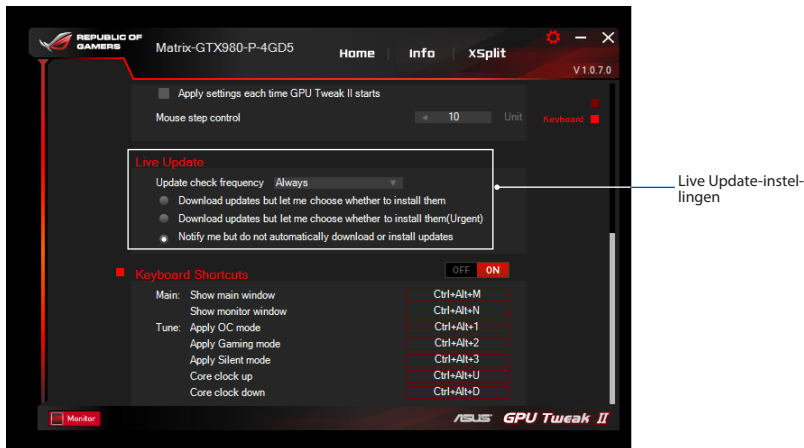 REPUBLIC OF
GAMERS
Matrix-GTX980-P-4GD5
Home Info XSplit
V 1.0.7.0
Apply settings each time GPU Tweak II starts
Mouse step control 10 Unit
Keyboard
Live Update
Update check frequency Always
Download updates but let me choose whether to install them
Download updates but let me choose whether to install them(Urgent)
Notify me but do not automatically download or install updates
Live Update-instel-
lingen
Keyboard Shortcuts OFF ON
Main: Show main window Ctrl+Alt+M
Show monitor window Ctrl+Alt+N
Tune: Apply OC mode Ctrl+Alt+1
Apply Gaming mode Ctrl+Alt+2
Apply Silent mode Ctrl+Alt+3
Core clock up Ctrl+Alt+U
Core clock down Ctrl+Alt+D
Monitor
ASUS GPU Tweak II